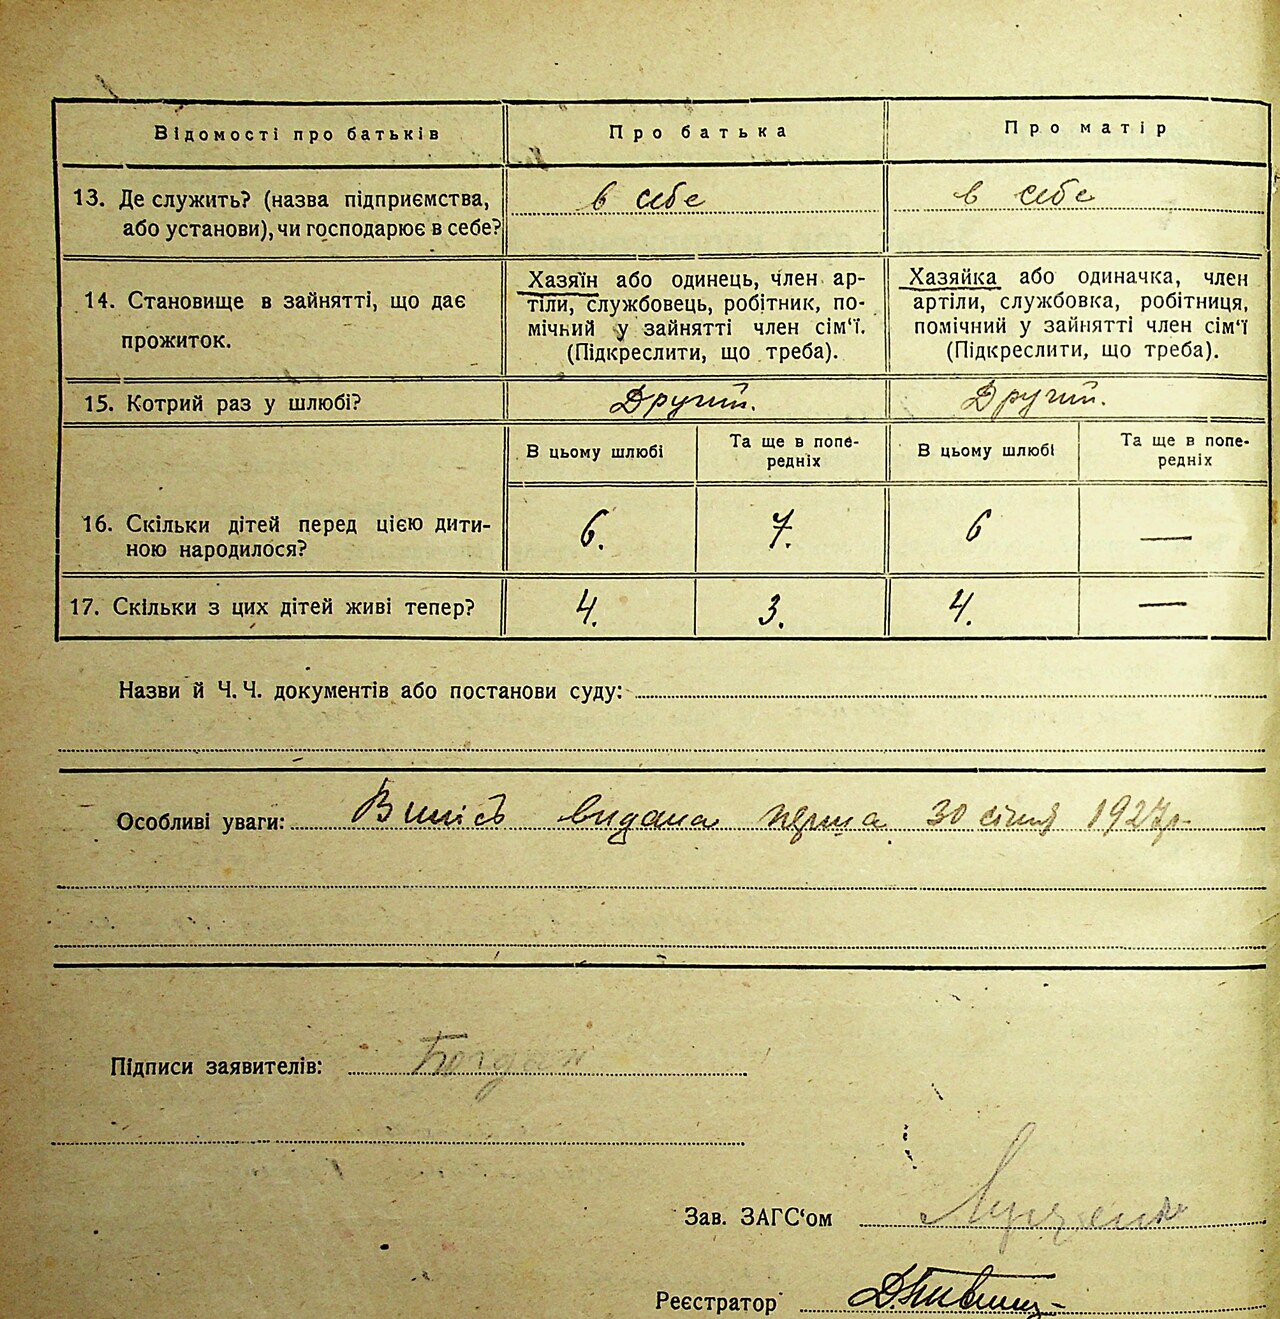 Відомості про батьків
Про батька
Про матір
13. Де служить? (назва підприємства,
або установи), чи господарює в себе?
в себе
в себе
14. Становище в зайнятті, що дає
прожиток.
Хазяїн або одинець, член ар-
тіли, службовець, робітник, по-
мічний у зайнятті член сім'ї.
(Підкреслити, що треба).
Хазяйка або одиначка, член
артіли, службовка, робітниця,
помічний у зайнятті член сім'ї
(Підкреслити, що треба).
15. Котрий раз у шлюбі?
Другий.
Другий.
В цьому шлюбі
Та ще в попе-
редніх
В цьому шлюбі
Та ще в попе-
редніх
16. Скільки дітей перед цією дити-
ною народилося?
6.
7.
6
—
17. Скільки з цих дітей живі тепер?
4.
3.
4.
—
Назви й Ч. Ч. документів або постанови суду:
Особливі уваги: Випісь видана перша 30 січня 1927р.
Підписи заявителів: Богдан
Зав. ЗАГС'ом
Реєстратор